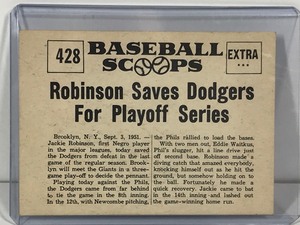 428
BASEBALL
SCOOPS
EXTRA
Robinson Saves Dodgers
For Playoff Series
Brooklyn, N. Y., Sept. 3, 1951. —
Jackie Robinson, first Negro player
in the major leagues, today saved
the Dodgers from defeat in the last
game of the regular season. Brook-
lyn will meet the Giants in a three-
game play-off to decide the pennant.
Playing today against the Phils,
the Dodgers came from far behind
to tie the game in the 8th inning.
In the 12th, with Newcombe pitching,
the Phils rallied to load the bases.
With two men out, Eddie Waitkus,
Phil's slugger, hit a line drive just
off second base. Robinson made a
diving catch that amazed everybody,
knocking himself out as he hit the
ground, but somehow holding on to
the ball. Fortunately he made a
quick recovery. Jackie came to bat
in the 14th inning and lashed out
the game-winning home run.